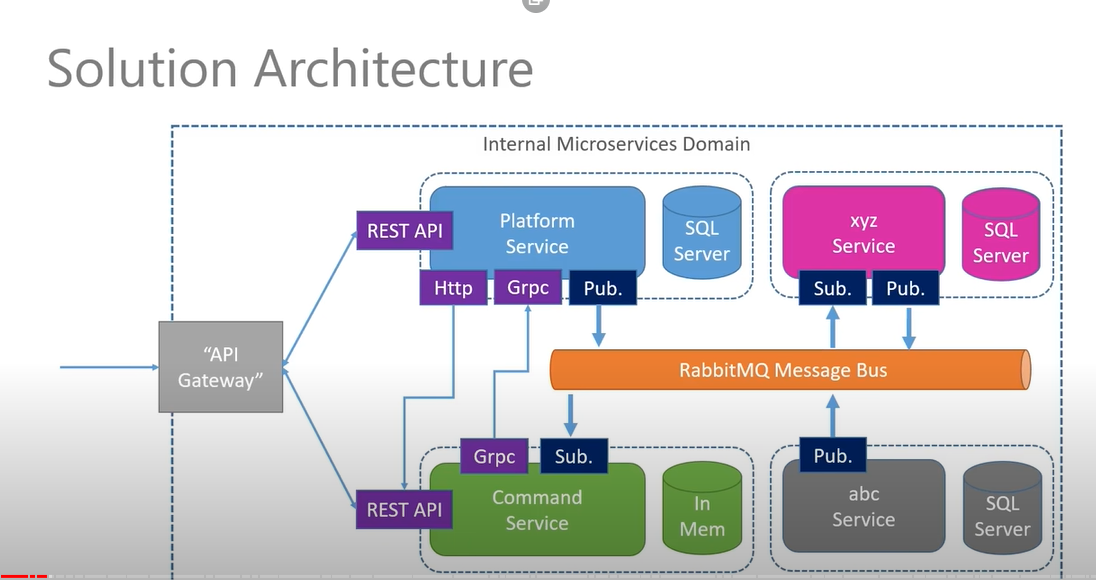 Solution Architecture
Internal Microservices Domain
REST API
Platform
Service
SQL
Server
xyz
Service
SQL
Server
Http
Grpc
Pub.
Sub.
Pub.
“API
Gateway”
RabbitMQ Message Bus
Grpc
Sub.
Pub.
REST API
Command
Service
In
Mem
abc
Service
SQL
Server